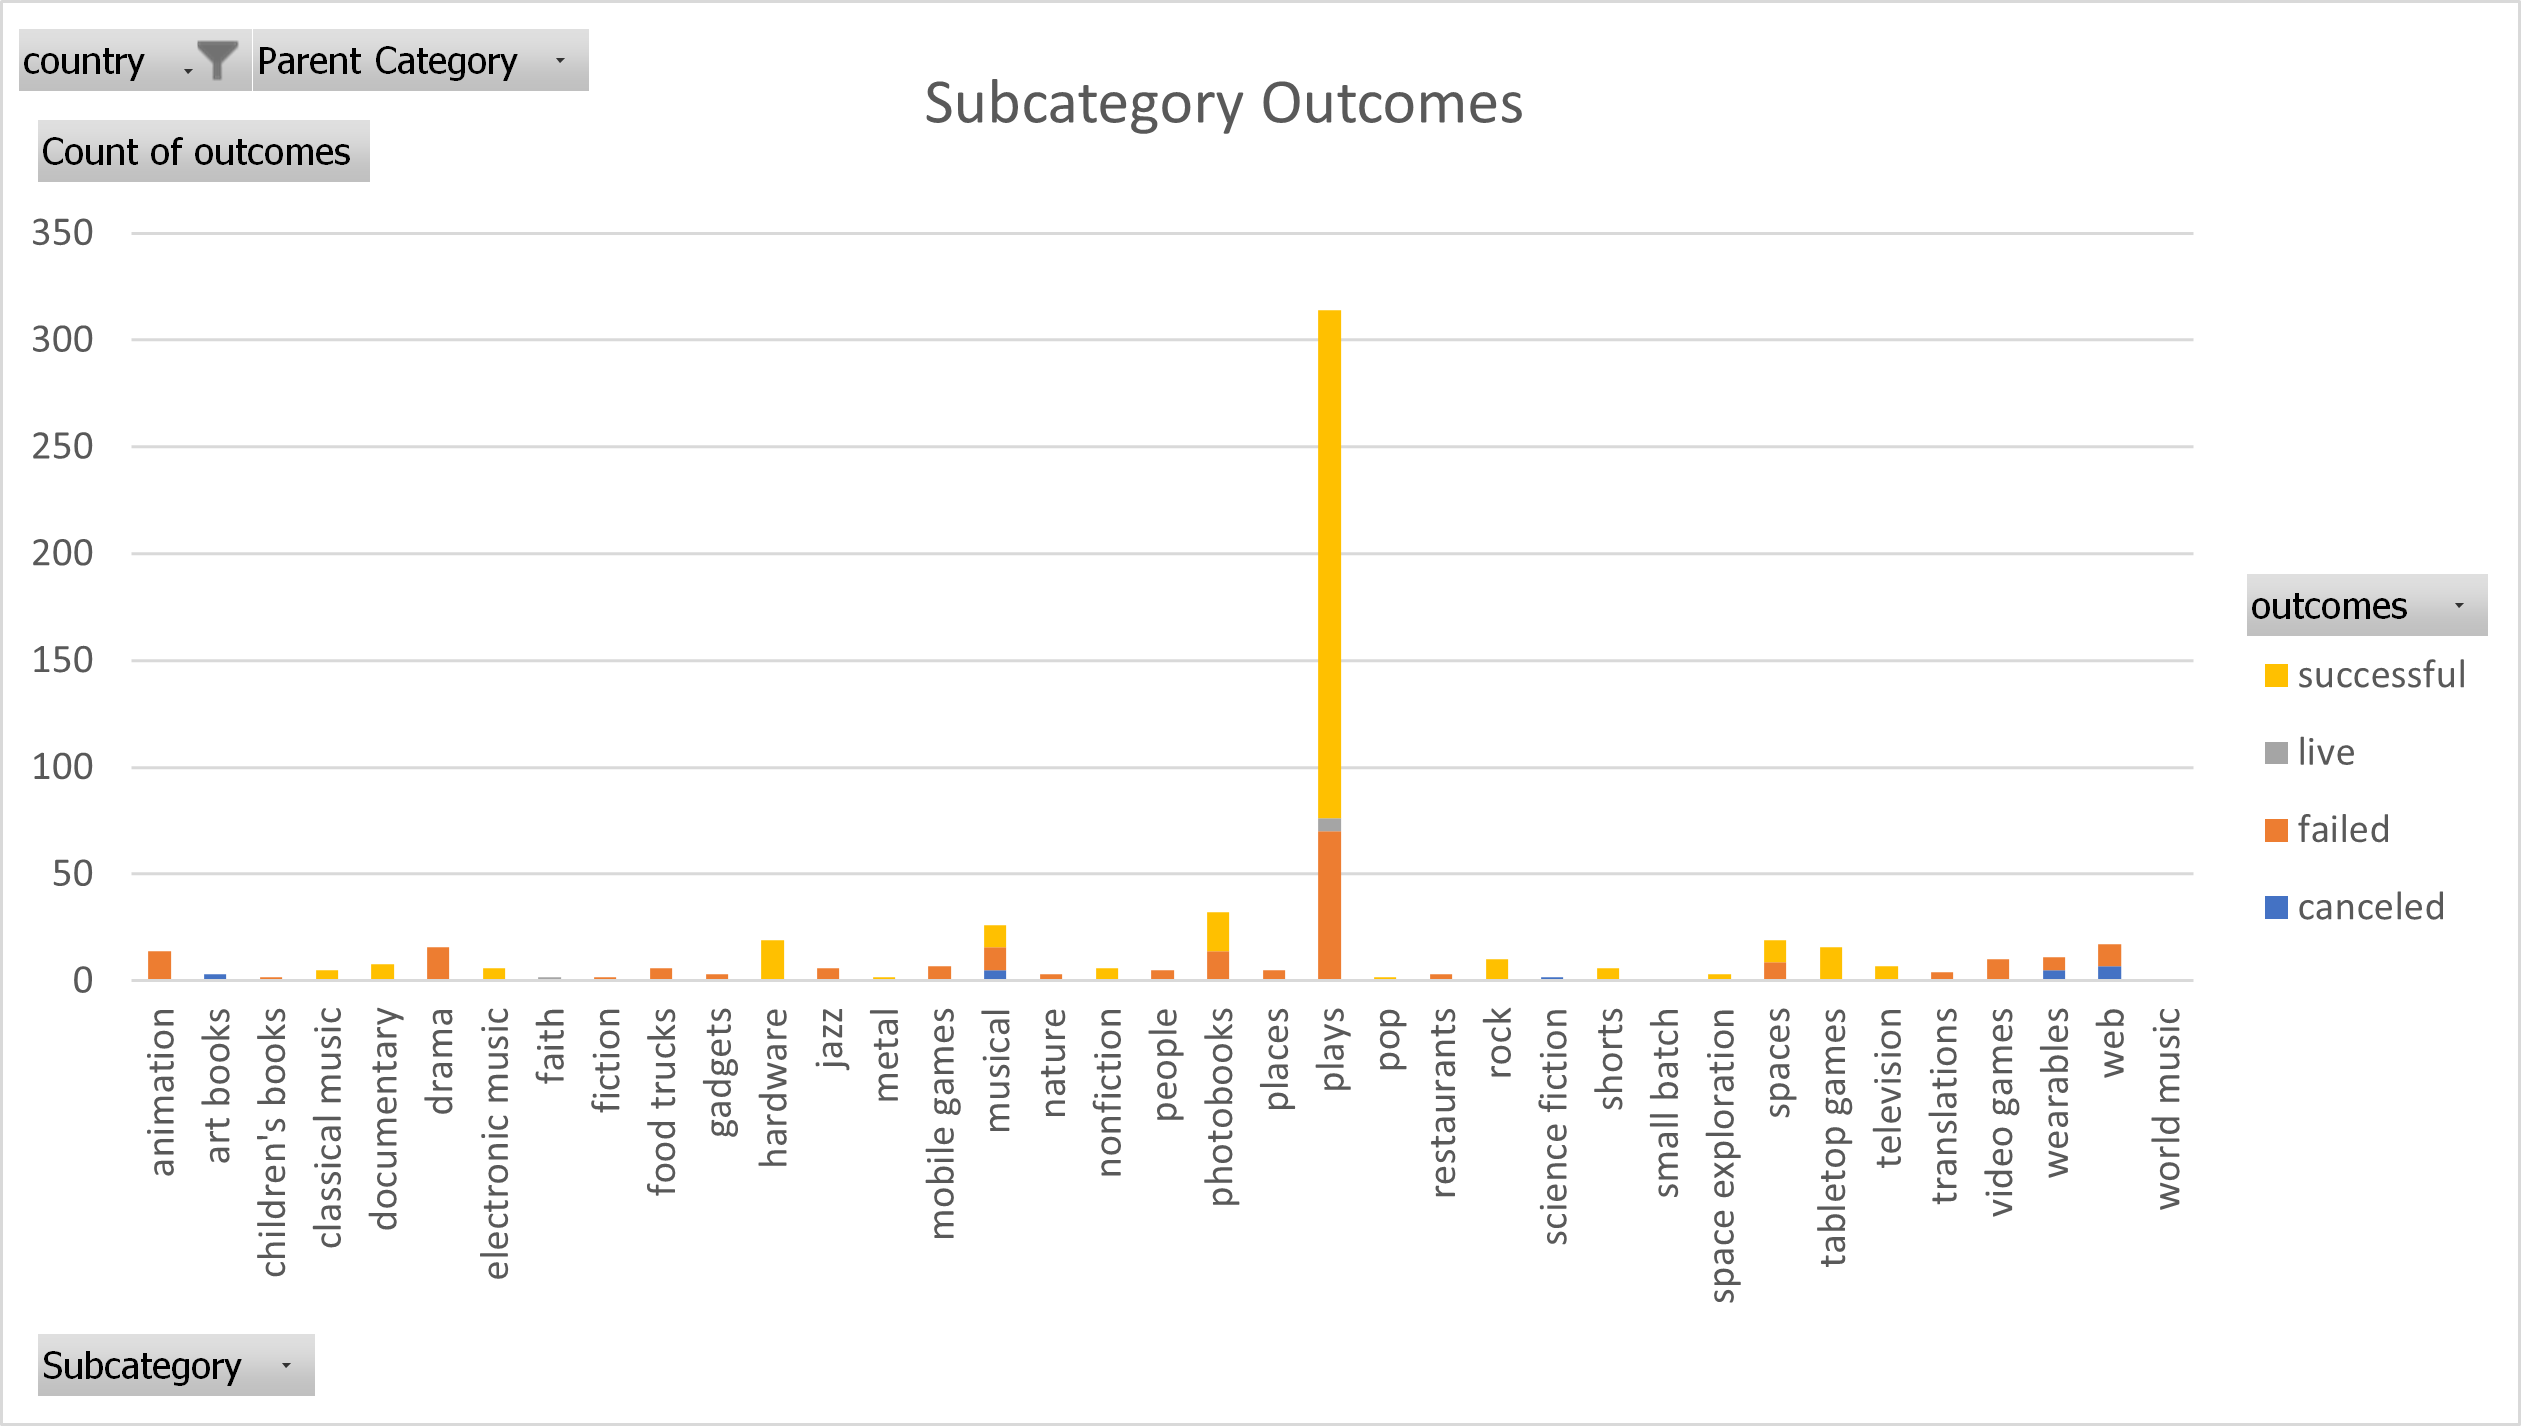 country Parent Category
Subcategory Outcomes
Count of outcomes
350
300
250
200
150
100
50
0
animation
art books
children's books
classical music
documentary
drama
electronic music
faith
fiction
food trucks
gadgets
hardware
jazz
metal
mobile games
musical
nature
nonfiction
people
photobooks
places
plays
pop
restaurants
rock
science fiction
shorts
small batch
space exploration
spaces
tabletop games
television
translations
video games
wearables
web
world music
outcomes
successful
live
failed
canceled
Subcategory